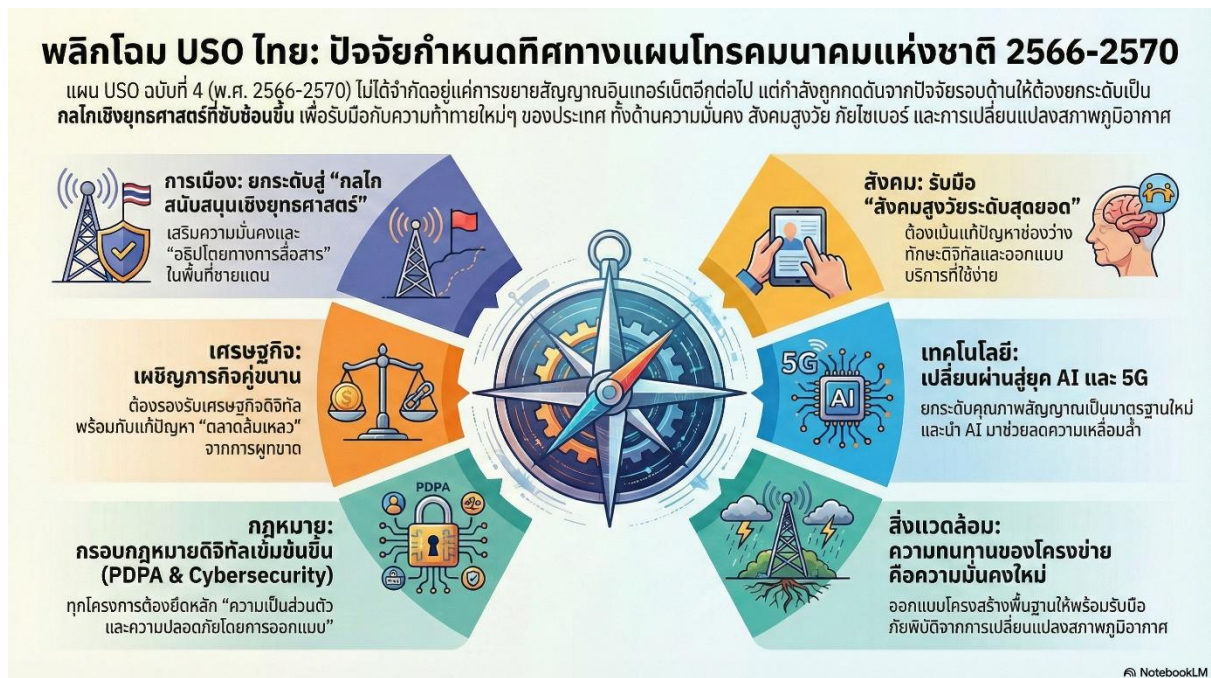 พลิกโฉม USO ไทย: ปัจจัยกำหนดทิศทางแผนโทรคมนาคมแห่งชาติ 2566-2570
แผน USO ฉบับที่ 4 (พ.ศ. 2566-2570) ไม่ได้จำกัดอยู่แค่การขยายสัญญาณอินเทอร์เน็ตอีกต่อไป แต่กำลังถูกกดดันจากปัจจัยรอบด้านให้ต้องยกระดับเป็น
กลไกเชิงยุทธศาสตร์ที่ซับซ้อนขึ้น เพื่อรับมือกับความท้าทายใหม่ๆ ของประเทศ ทั้งด้านความมั่นคง สังคมสูงวัย ภัยไซเบอร์ และการเปลี่ยนแปลงสภาพภูมิอากาศ
การเมือง: ยกระดับสู่ “กลไก
สนับสนุนเชิงยุทธศาสตร์”
เสริมความมั่นคงและ
“อธิปไตยทางการสื่อสาร”
ในพื้นที่ชายแดน
เศรษฐกิจ:
เผชิญภารกิจคู่ขนาน
ต้องรองรับเศรษฐกิจดิจิทัล
พร้อมกับแก้ปัญหา “ตลาดล้มเหลว”
จากการผูกขาด
กฎหมาย:
กรอบกฎหมายดิจิทัลเข้มข้นขึ้น
(PDPA & Cybersecurity)
ทุกโครงการต้องยึดหลัก “ความเป็นส่วนตัว
และความปลอดภัยโดยการออกแบบ”
PDPA
สังคม: รับมือ
“สังคมสูงวัยระดับสุดยอด”
ต้องเน้นแก้ปัญหาช่องว่าง
ทักษะดิจิทัลและออกแบบ
บริการที่ใช้ง่าย
5G
AI
เทคโนโลยี:
เปลี่ยนผ่านสู่ยุค AI และ 5G
ยกระดับคุณภาพสัญญาณเป็นมาตรฐานใหม่
และนำ AI มาช่วยลดความเหลื่อมล้ำ
สิ่งแวดล้อม:
ความทนทานของโครงข่าย
คือความมั่นคงใหม่
ออกแบบโครงสร้างพื้นฐานให้พร้อมรับมือ
ภัยพิบัติจากการเปลี่ยนแปลงสภาพภูมิอากาศ
NotebookLM